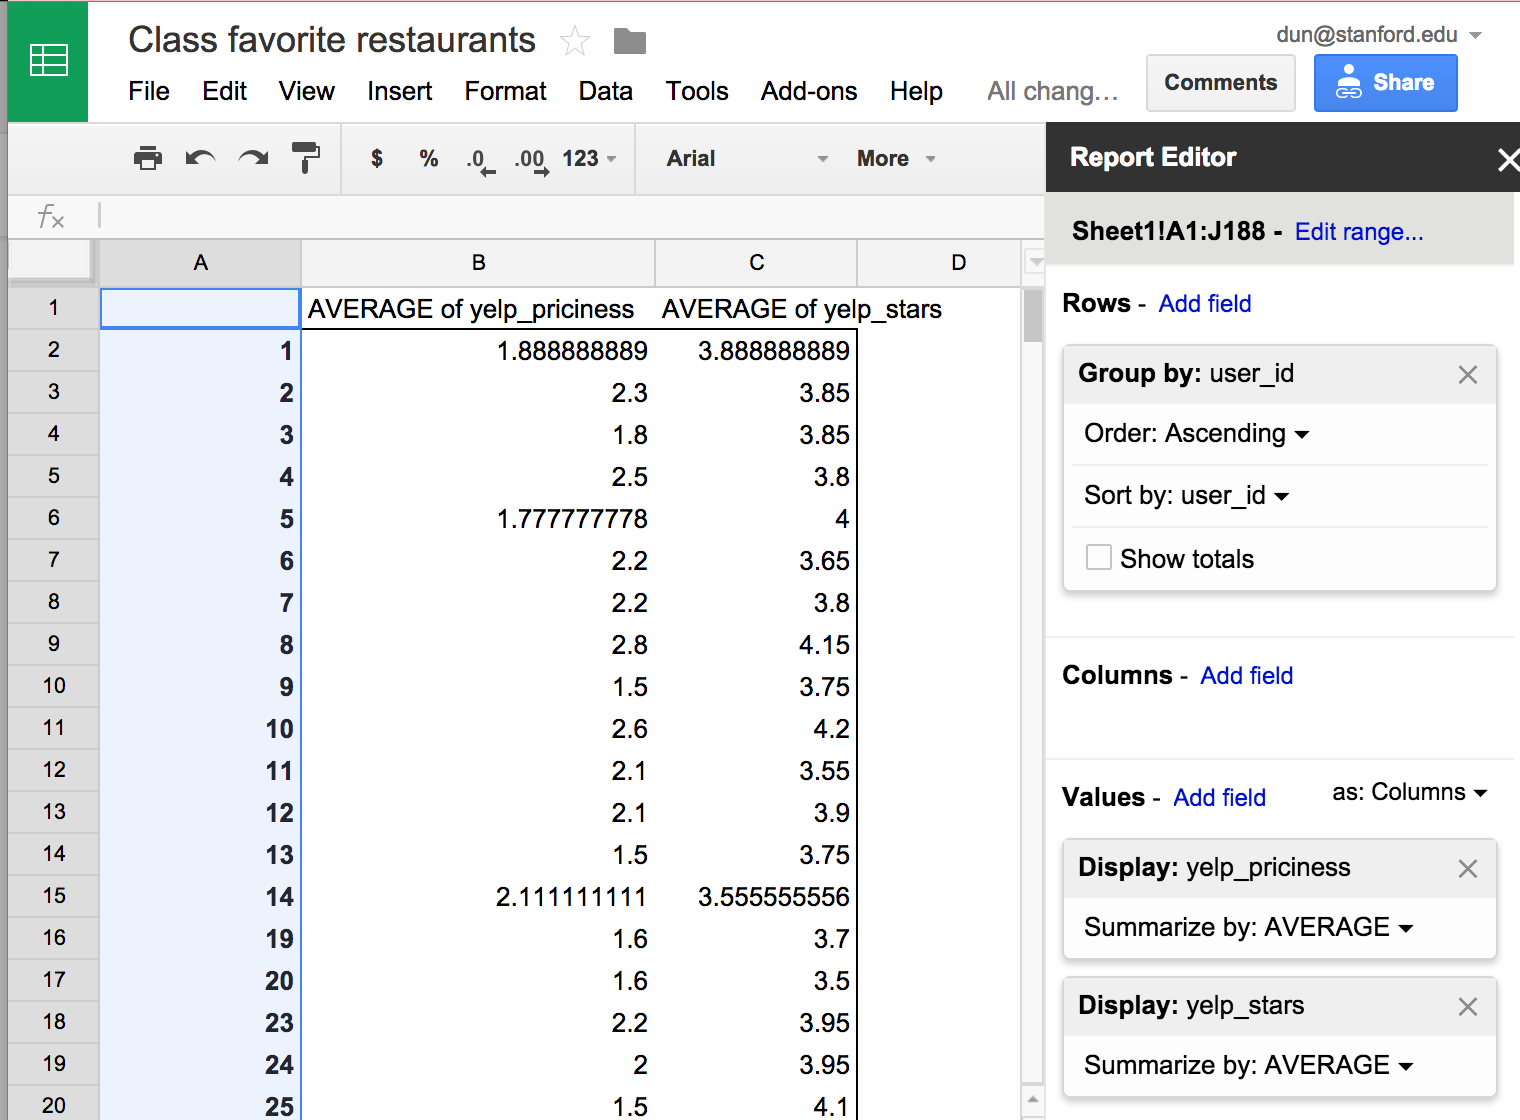 Class favorite restaurants
dun@stanford.edu
File Edit View Insert Format Data Tools Add-ons Help All chang...
Comments
Share
$ % .0 .00 123 Arial More
fx
A B C D
1 AVERAGE of yelp_priciness AVERAGE of yelp_stars
2 1 1.888888889 3.888888889
3 2 2.3 3.85
4 3 1.8 3.85
5 4 2.5 3.8
6 5 1.777777778 4
7 6 2.2 3.65
8 7 2.2 3.8
9 8 2.8 4.15
10 9 1.5 3.75
11 10 2.6 4.2
12 11 2.1 3.55
13 12 2.1 3.9
14 13 1.5 3.75
15 14 2.111111111 3.555555556
16 19 1.6 3.7
17 20 1.6 3.5
18 23 2.2 3.95
19 24 2 3.95
20 25 1.5 4.1
Report Editor
Sheet1!A1:J188 - Edit range...
Rows - Add field
Group by: user_id
Order: Ascending
Sort by: user_id
Show totals
Columns - Add field
Values - Add field as: Columns
Display: yelp_priciness
Summarize by: AVERAGE
Display: yelp_stars
Summarize by: AVERAGE